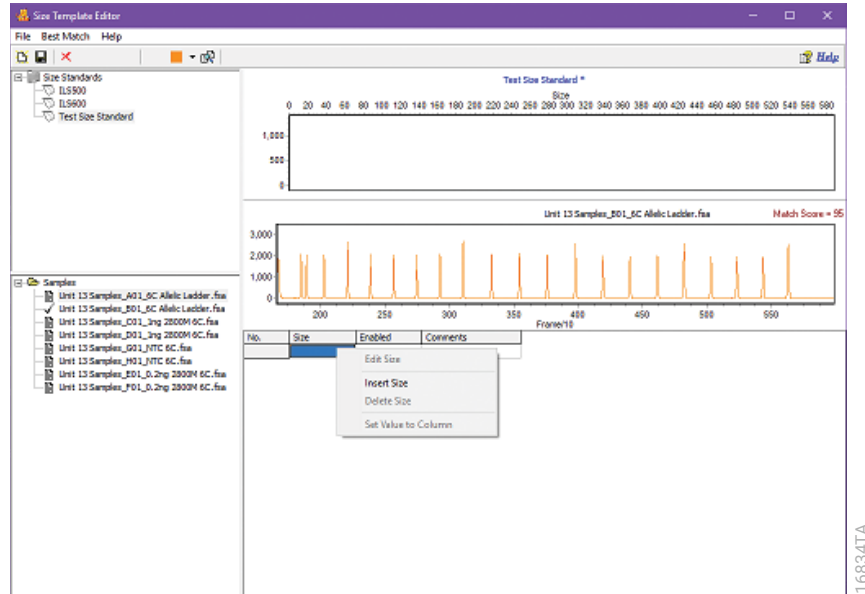 Size Template Editor
File Best Match Help
Help
Size Standards
ILS500
ILS600
Test Size Standard
Test Size Standard *
Size
0 20 40 60 80 100 120 140 160 180 200 220 240 260 280 300 320 340 360 380 400 420 440 460 480 500 520 540 560 580
1,000
500
0
Unit 13 Samples_B01_6C Allelic Ladder.fsa Match Score = 95
3,000
2,000
1,000
0
200 250 300 350 400 450 500 550
Frame/10
Samples
Unit 13 Samples_A01_6C Allelic Ladder.fsa
Unit 13 Samples_B01_6C Allelic Ladder.fsa
Unit 13 Samples_C01_1ng 2800M 6C.fsa
Unit 13 Samples_D01_1ng 2800M 6C.fsa
Unit 13 Samples_G01_NTC 6C.fsa
Unit 13 Samples_H01_NTC 6C.fsa
Unit 13 Samples_E01_0.2ng 2800M 6C.fsa
Unit 13 Samples_F01_0.2ng 2800M 6C.fsa
No. Size Enabled Comments
Edit Size
Insert Size
Delete Size
Set Value to Column
16834TA